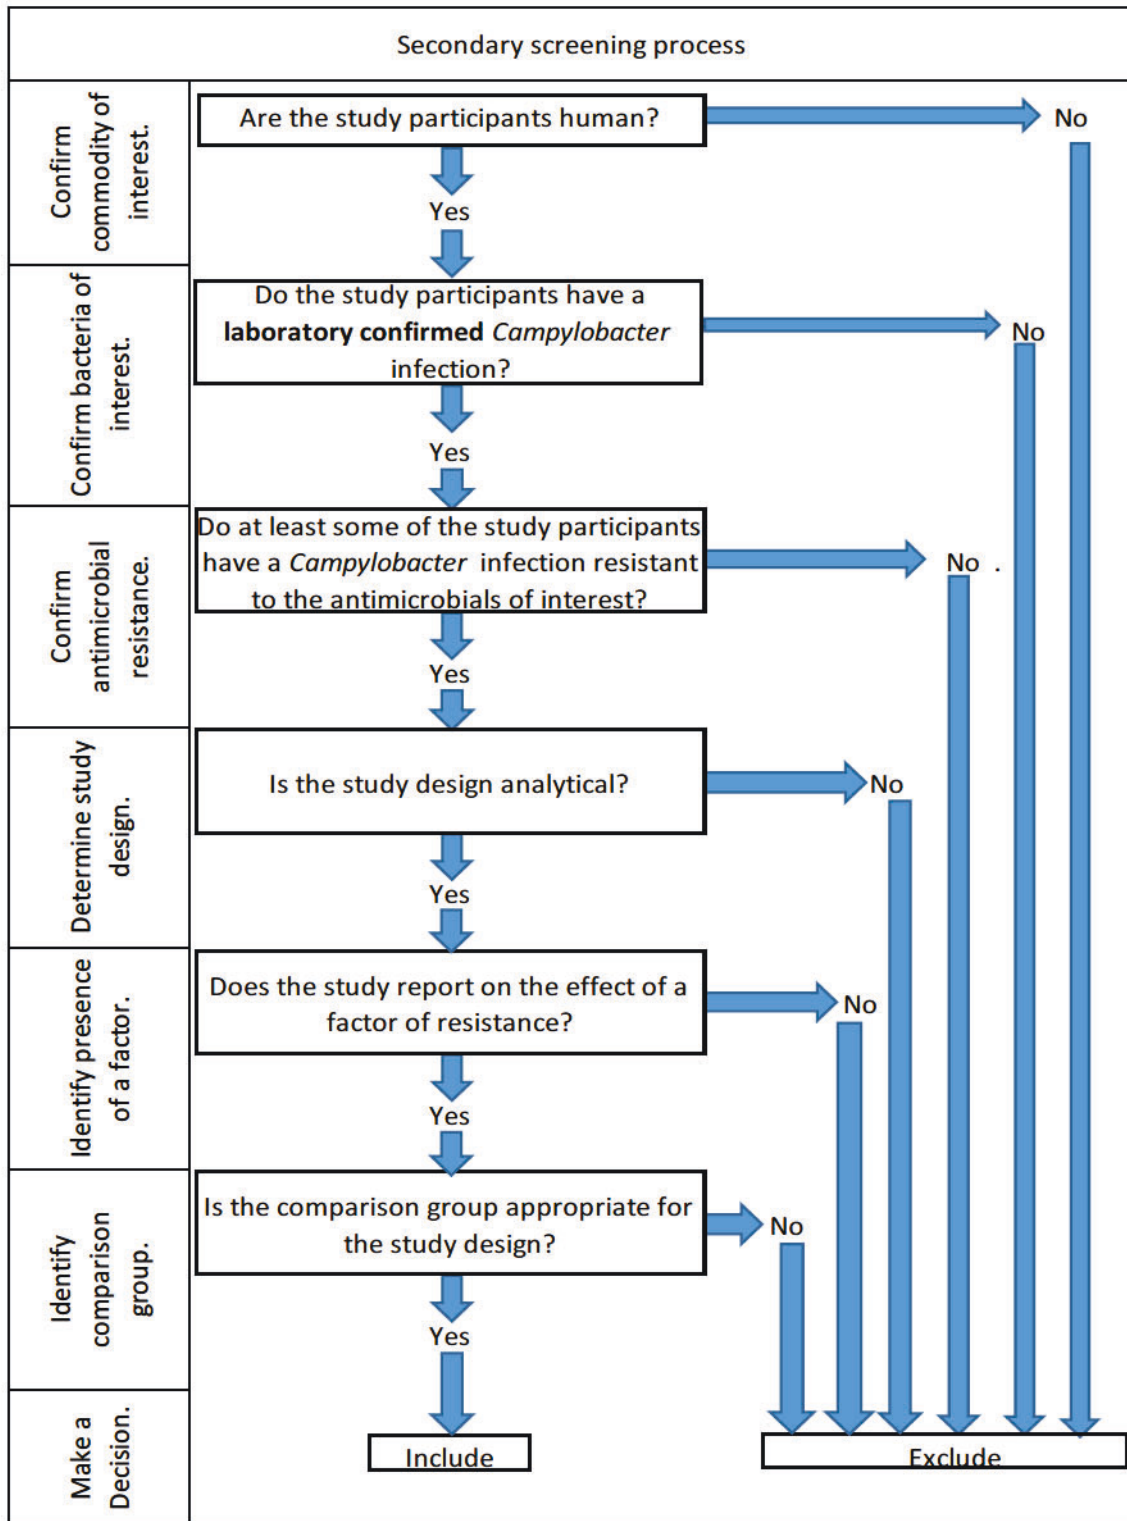 Secondary screening process
Confirm
commodity of
interest.
Are the study participants human?
No
Yes
Confirm bacteria of
interest.
Do the study participants have a
laboratory confirmed Campylobacter
infection?
No
Yes
Confirm
antimicrobial
resistance.
Do at least some of the study participants
have a Campylobacter infection resistant
to the antimicrobials of interest?
No .
Yes
Determine study
design.
Is the study design analytical?
No
Yes
Identify presence
of a factor.
Does the study report on the effect of a
factor of resistance?
No
Yes
Identify
comparison
group.
Is the comparison group appropriate for
the study design?
No
Yes
Make a
Decision.
Include
Exclude